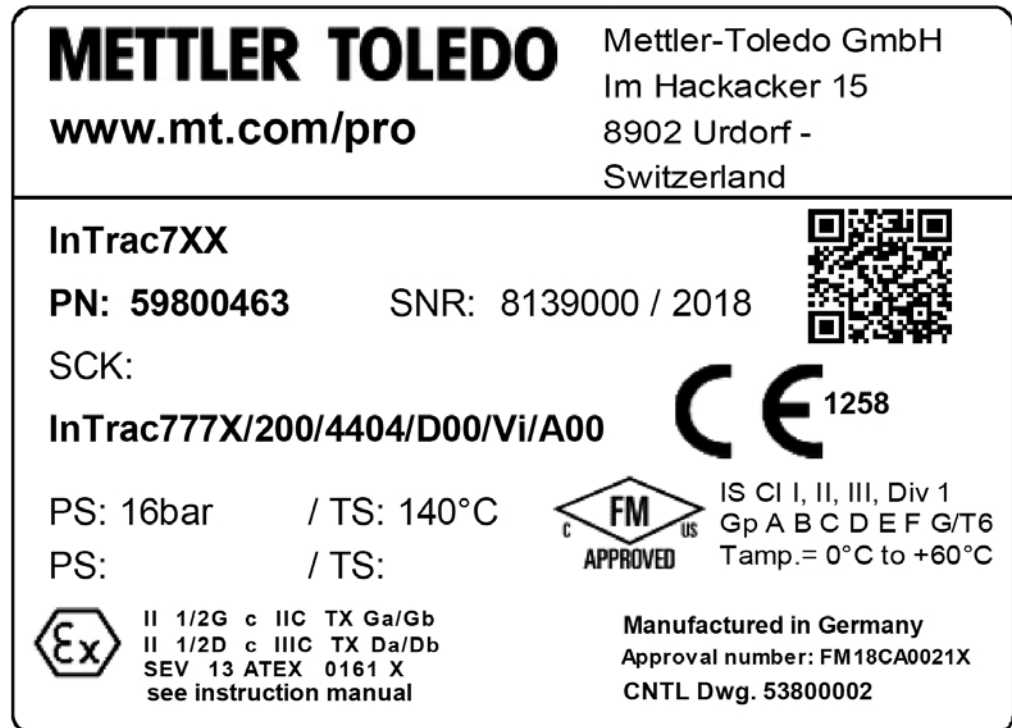 METTLER TOLEDO
www.mt.com/pro
Mettler-Toledo GmbH
Im Hackacker 15
8902 Urdorf -
Switzerland
InTrac7XX
PN: 59800463 SNR: 8139000 / 2018
SCK:
InTrac777X/200/4404/D00/Vi/A00
CE 1258
PS: 16bar / TS: 140°C
PS: / TS:
C FM US
APPROVED
IS Cl I, II, III, Div 1
Gp A B C D E F G/T6
Tamp.= 0°C to +60°C
Ex
II 1/2G c IIC TX Ga/Gb
II 1/2D c IIIC TX Da/Db
SEV 13 ATEX 0161 X
see instruction manual
Manufactured in Germany
Approval number: FM18CA0021X
CNTL Dwg. 53800002